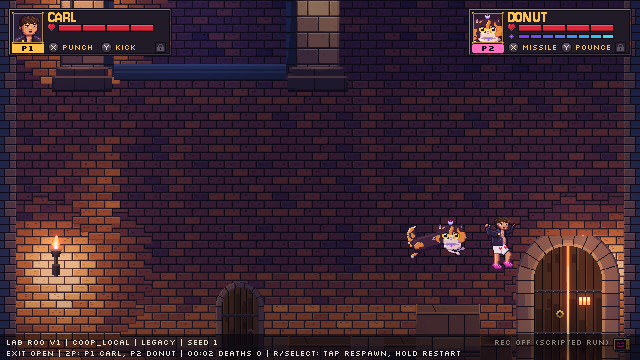 CARL
P1
X PUNCH Y KICK
DONUT
P2
X MISSILE Y POUNCE
LAB ROO V1 | COOP_LOCAL | LEGACY | SEED 1
REC OFF (SCRIPTED RUN)
EXIT OPEN | 2P: P1 CARL, P2 DONUT | 00:02 DEATHS 0 | R/SELECT: TAP RESPAWN, HOLD RESTART